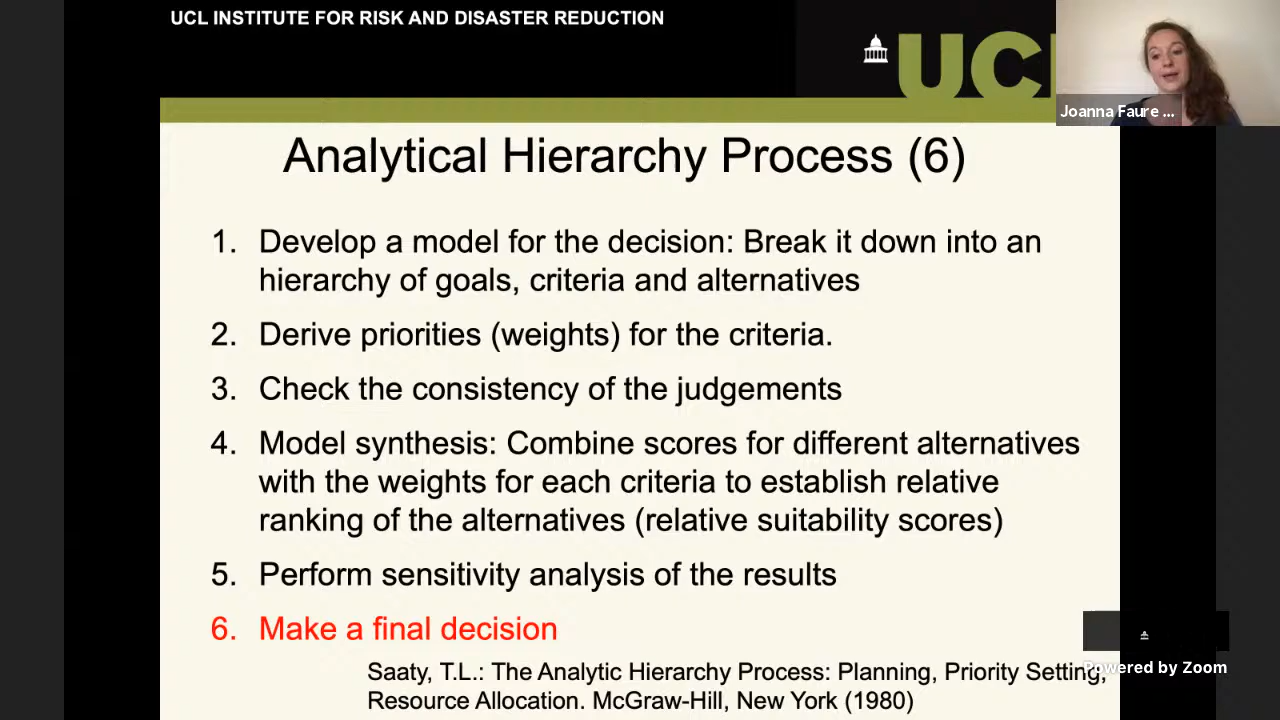 UCL INSTITUTE FOR RISK AND DISASTER REDUCTION
UCL
Joanna Faure ...
Analytical Hierarchy Process (6)
1. Develop a model for the decision: Break it down into an
hierarchy of goals, criteria and alternatives
2. Derive priorities (weights) for the criteria.
3. Check the consistency of the judgements
4. Model synthesis: Combine scores for different alternatives
with the weights for each criteria to establish relative
ranking of the alternatives (relative suitability scores)
5. Perform sensitivity analysis of the results
6. Make a final decision
Saaty, T.L.: The Analytic Hierarchy Process: Planning, Priority Setting,
Resource Allocation. McGraw-Hill, New York (1980)
Powered by Zoom